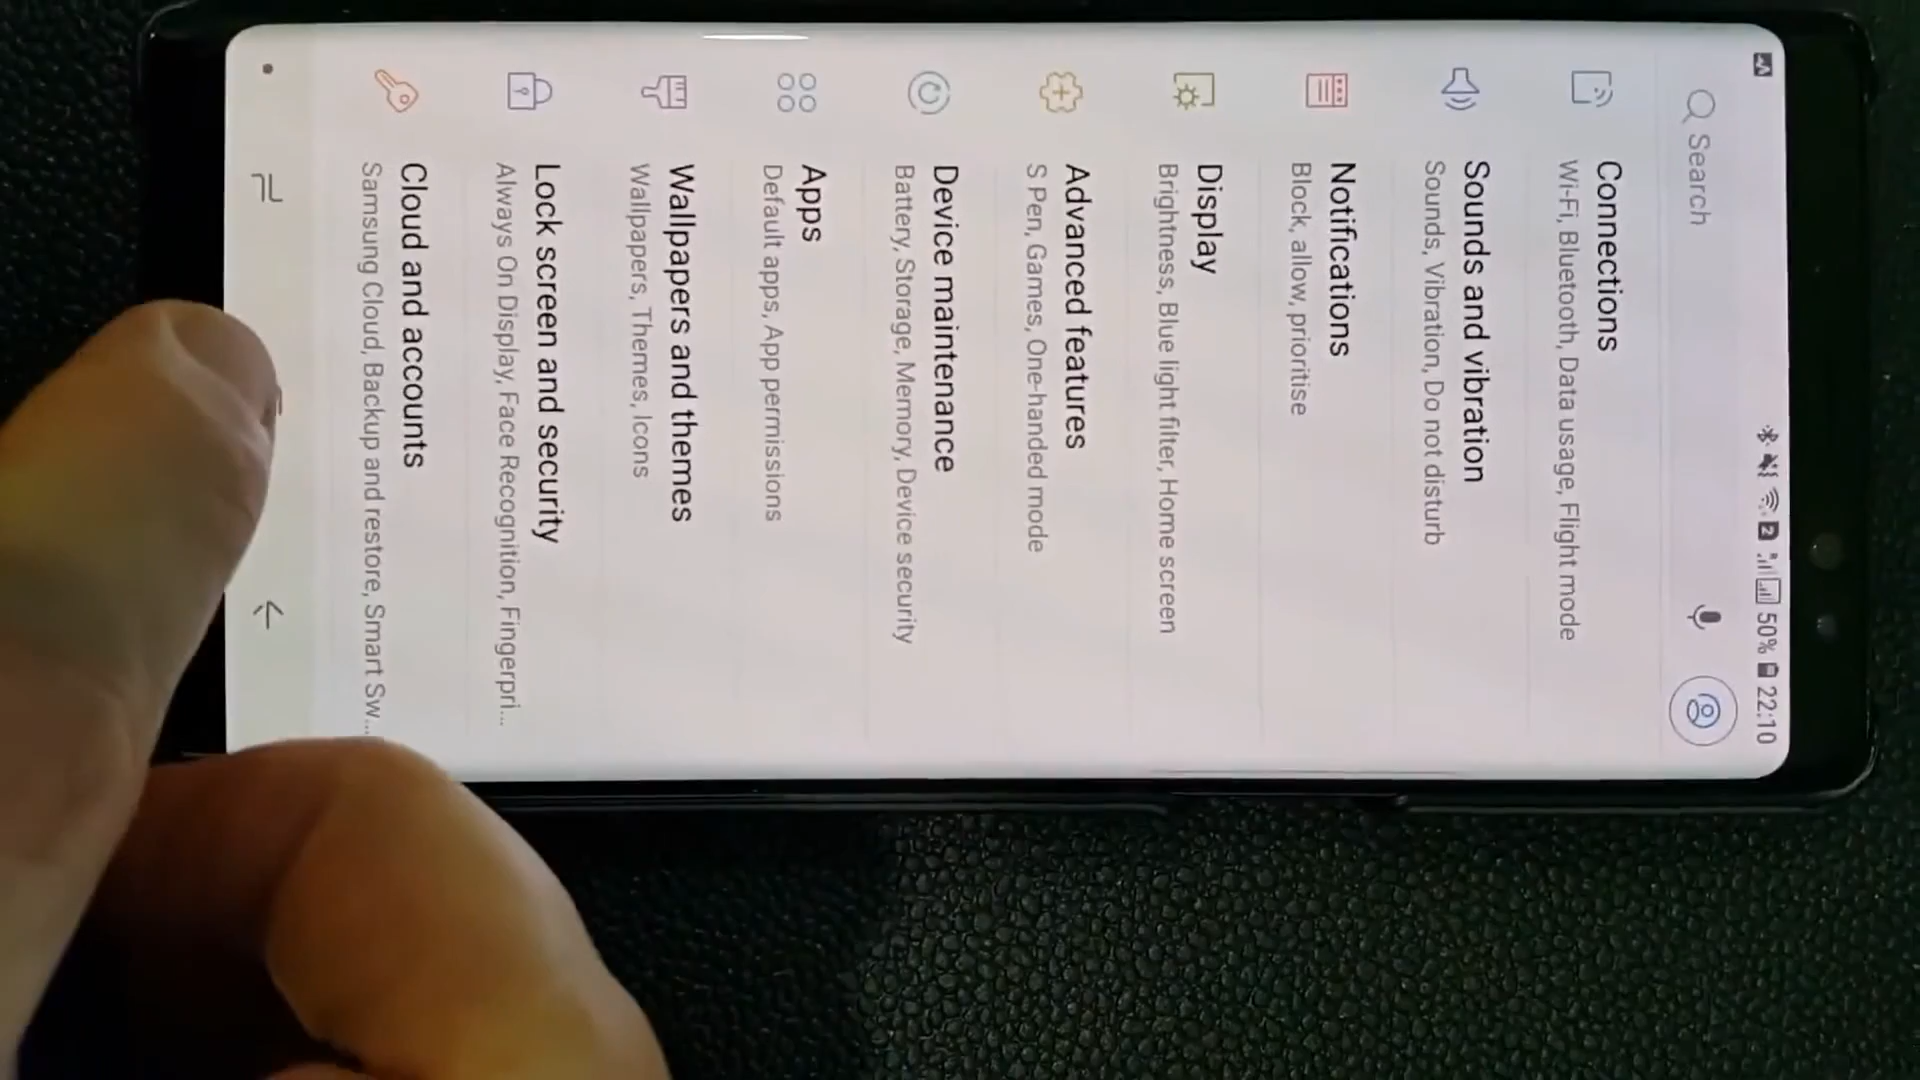 2 50% 22:10
Search
Connections
Wi-Fi, Bluetooth, Data usage, Flight mode
Sounds and vibration
Sounds, Vibration, Do not disturb
Notifications
Block, allow, prioritise
Display
Brightness, Blue light filter, Home screen
Advanced features
S Pen, Games, One-handed mode
Device maintenance
Battery, Storage, Memory, Device security
Apps
Default apps, App permissions
Wallpapers and themes
Wallpapers, Themes, Icons
Lock screen and security
Always On Display, Face Recognition, Fingerpri...
Cloud and accounts
Samsung Cloud, Backup and restore, Smart Sw...